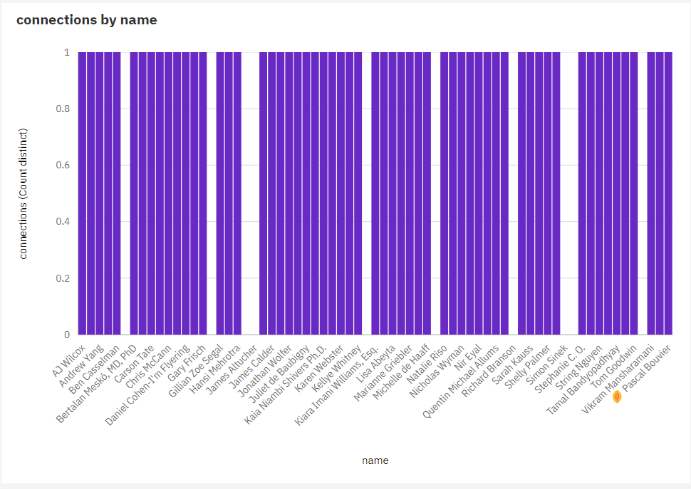 connections by name
connections (Count distinct)
1
0.8
0.6
0.4
0.2
0
AJ Wilcox
Andrew Yang
Ben Casselman
Bertalan Meskó, MD, PhD
Carson Tate
Chris McCann
Daniel Cohen-I'm Flyering
Gary Frisch
Gillian Zoe Segal
Hansi Mehrotra
James Altucher
James Calder
Jonathan Wolfer
Juliet de Baubigny
Kaia Niambi Shivers Ph.D.
Karen Webster
Kellye Whitney
Kiara Imani Williams, Esq.
Lisa Abeyta
Marianne Griebler
Michelle de Haaff
Natalie Riso
Nicholas Wyman
Nir Eyal
Quentin Michael Allums
Richard Branson
Sarah Kauss
Shelly Palmer
Simon Sinek
Stephanie C. O.
String Nguyen
Tamal Bandyopadhyay
Tom Goodwin
Vikram Mansharamani
Pascal Bouvier
name